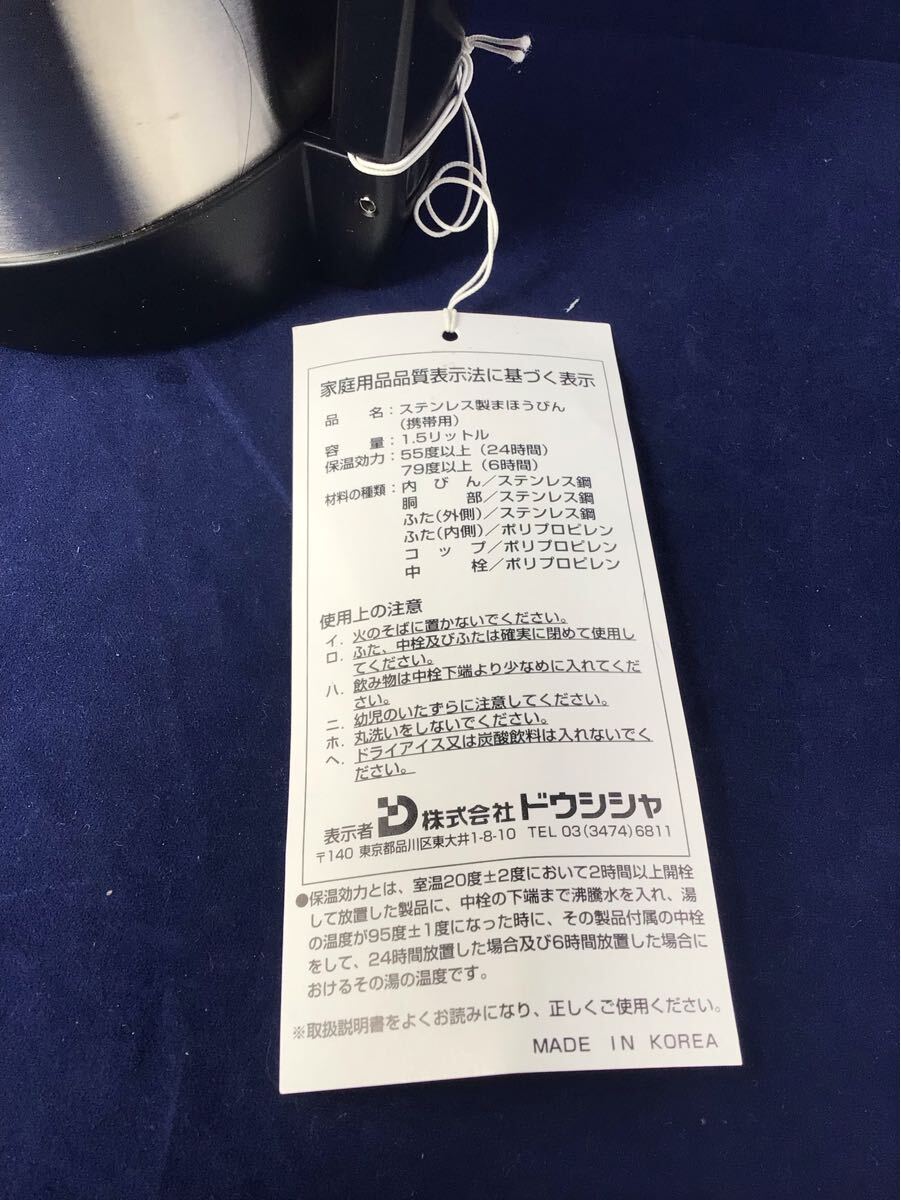 家庭用品品質表示法に基づく表示
品　名：ステンレス製まほうびん
(携帯用)
容　量：1.5リットル
保温効力：55度以上（24時間）
79度以上（6時間）
材料の種類：内　び　ん／ステンレス鋼
胴　　部／ステンレス鋼
ふた(外側)／ステンレス鋼
ふた(内側)／ポリプロピレン
コ　ッ　プ／ポリプロピレン
中　　栓／ポリプロピレン
使用上の注意
イ．火のそばに置かないでください。
ロ．ふた、中栓及びふたは確実に閉めて使用し
てください。
ハ．飲み物は中栓下端より少なめに入れてくだ
さい。
ニ．幼児のいたずらに注意してください。
ホ．丸洗いをしないでください。
ヘ．ドライアイス又は炭酸飲料は入れないでく
ださい。
表示者 株式会社ドウシシャ
〒140 東京都品川区東大井1-8-10 TEL 03(3474)6811
●保温効力とは、室温20度±2度において2時間以上開栓
して放置した製品に、中栓の下端まで沸騰水を入れ、湯
の温度が95度±1度になった時に、その製品付属の中栓
をして、24時間放置した場合及び6時間放置した場合に
おけるその湯の温度です。
※取扱説明書をよくお読みになり、正しくご使用ください。
MADE IN KOREA